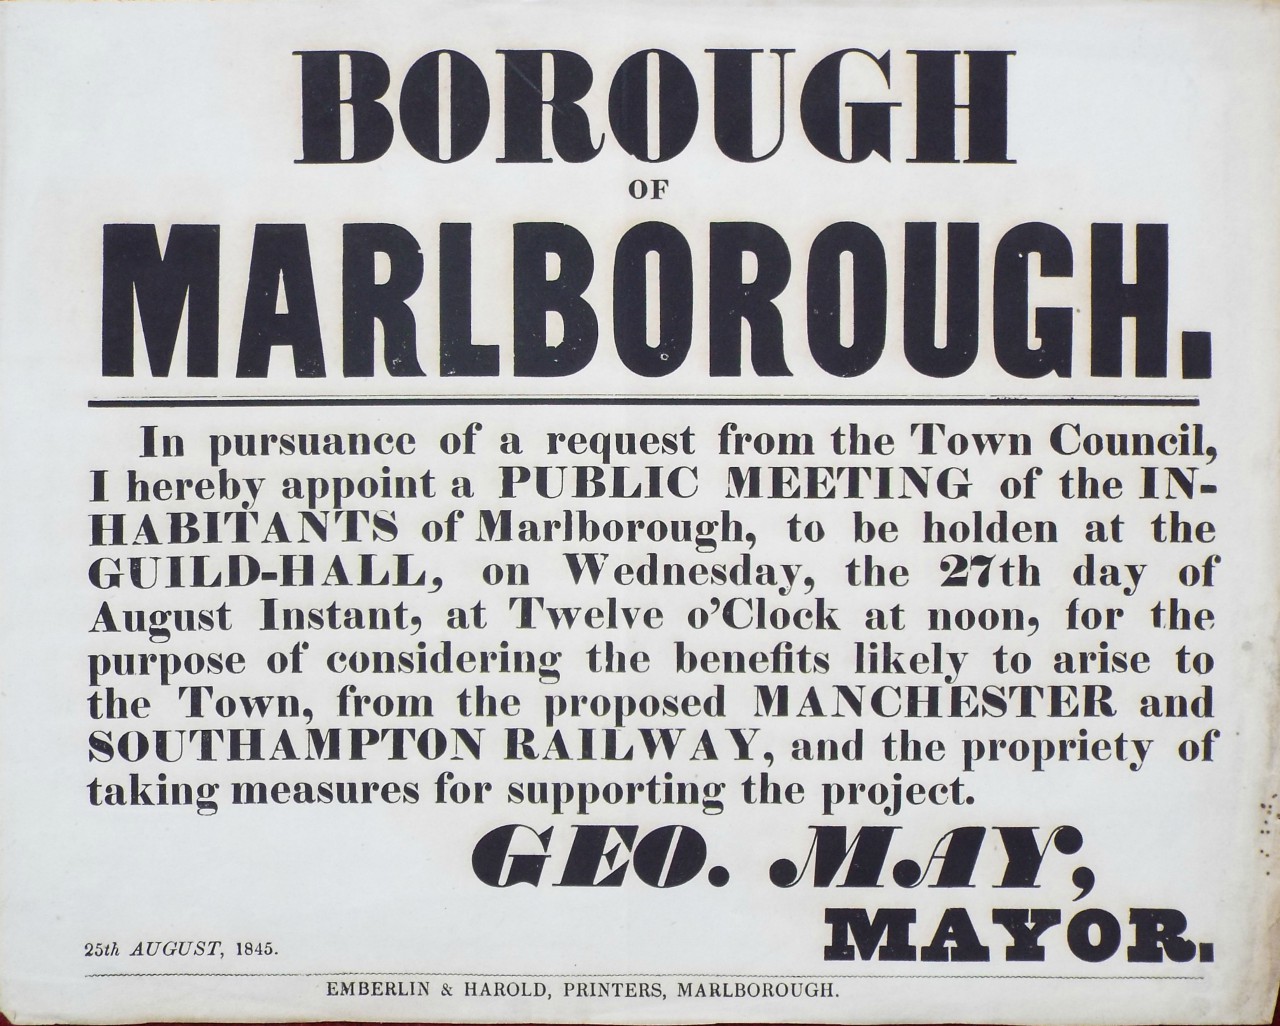 BOROUGH
OF
MARLBOROUGH.
In pursuance of a request from the Town Council,
I hereby appoint a PUBLIC MEETING of the IN-
HABITANTS of Marlborough, to be holden at the
GUILD-HALL, on Wednesday, the 27th day of
August Instant, at Twelve o'Clock at noon, for the
purpose of considering the benefits likely to arise to
the Town, from the proposed MANCHESTER and
SOUTHAMPTON RAILWAY, and the propriety of
taking measures for supporting the project.
GEO. MAY,
MAYOR.
25th AUGUST, 1845.
EMBERLIN & HAROLD, PRINTERS, MARLBOROUGH.